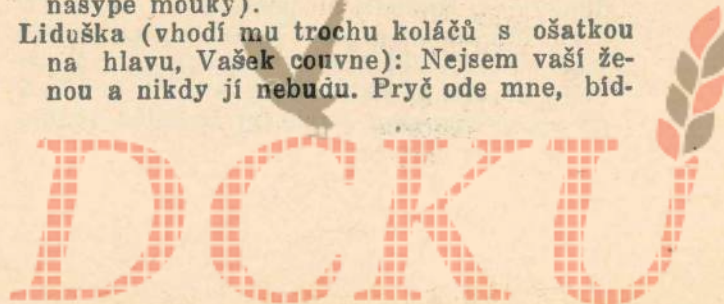 nasype mouky).
Liduška (vhodí mu trochu koláčů s ošatkou
na hlavu, Vašek couvne): Nejsem vaší že-
nou a nikdy jí nebudu. Pryč ode mne, bíd-
DCKU